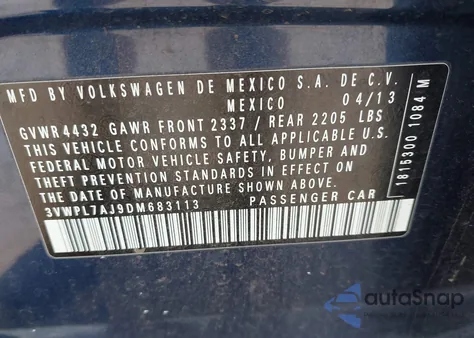 MFD BY VOLKSWAGEN DE MEXICO S.A. DE C.V.
MEXICO 04/13
GVWR 4432 GAWR FRONT 2337 / REAR 2205 LBS
THIS VEHICLE CONFORMS TO ALL APPLICABLE U.S.
FEDERAL MOTOR VEHICLE SAFETY, BUMPER AND
THEFT PREVENTION STANDARDS IN EFFECT ON THE
DATE OF MANUFACTURE SHOWN ABOVE.
3VWPL7AJ9DM683113 PASSENGER CAR
1615300 1084 M
autoSnap